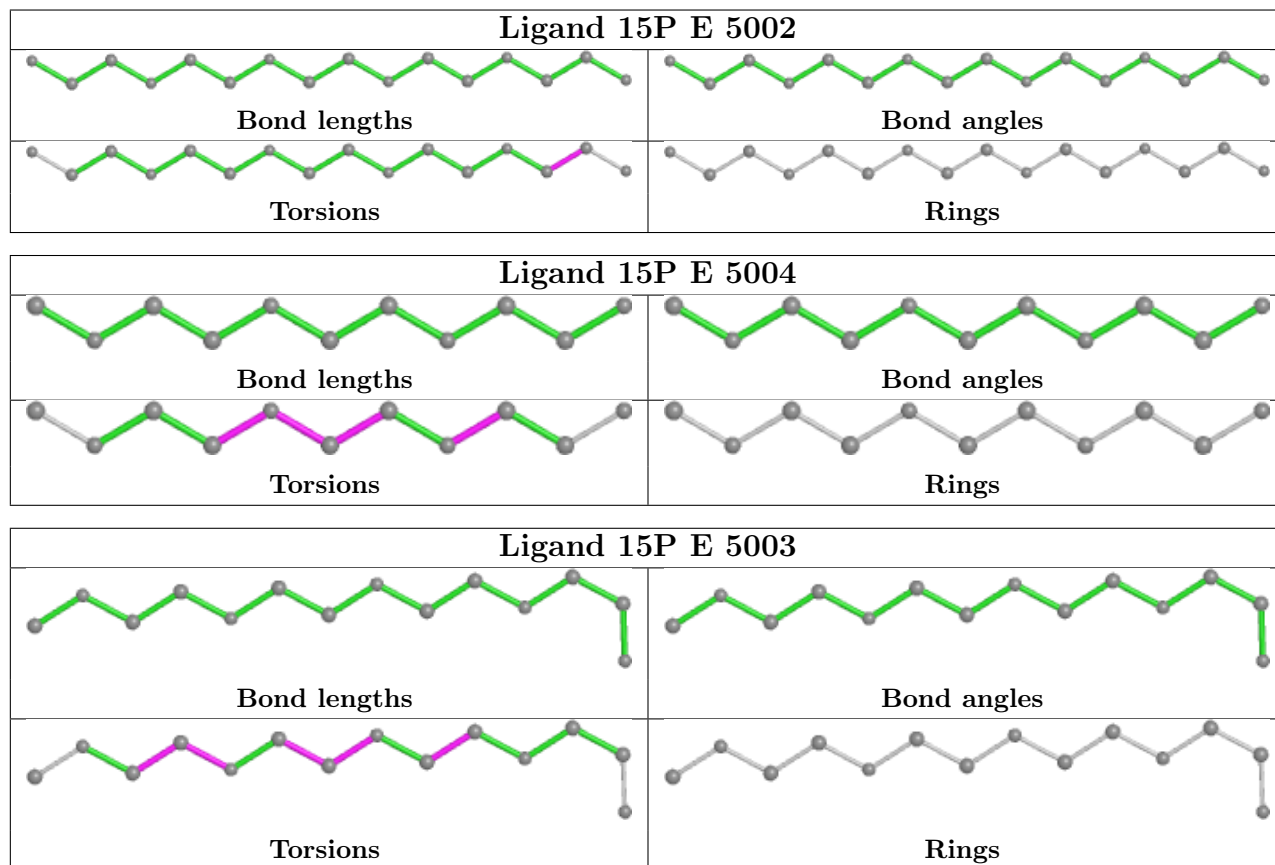 Ligand 15P E 5002
Bond lengths
Bond angles
Torsions
Rings
Ligand 15P E 5004
Bond lengths
Bond angles
Torsions
Rings
Ligand 15P E 5003
Bond lengths
Bond angles
Torsions
Rings